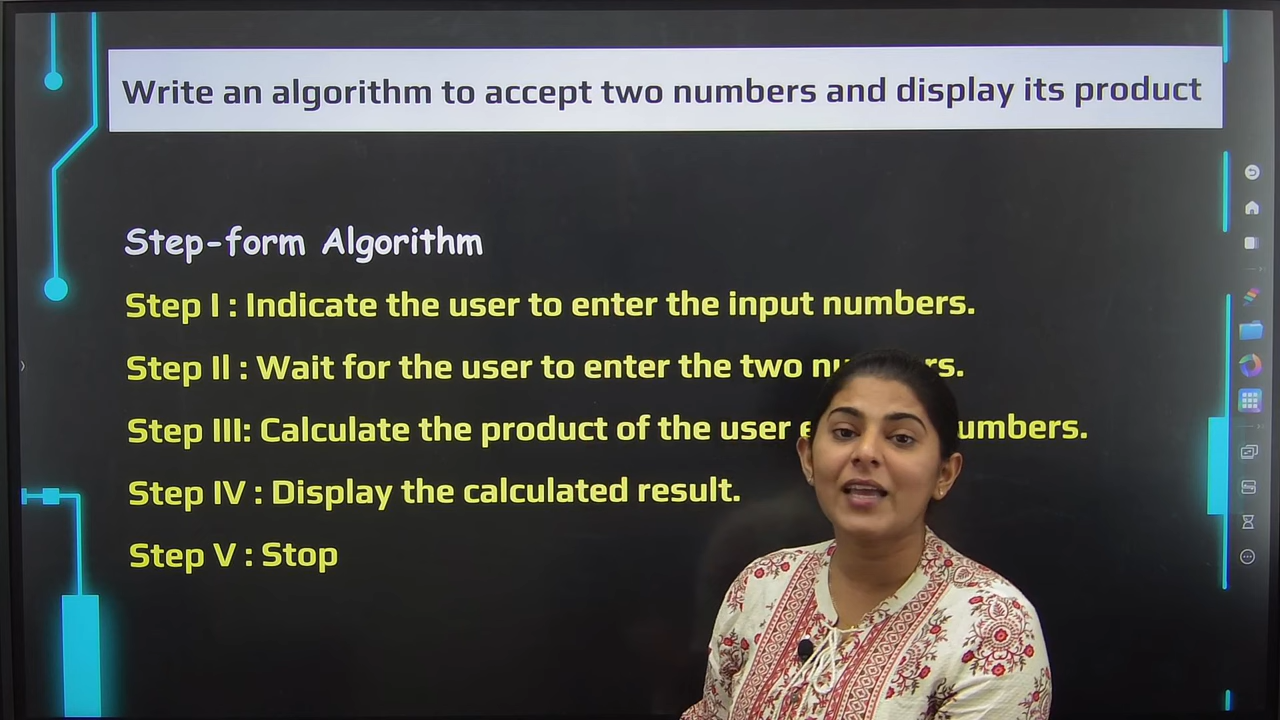 Write an algorithm to accept two numbers and display its product
Step-form Algorithm
Step I : Indicate the user to enter the input numbers.
Step II : Wait for the user to enter the two
Step III: Calculate the product of the user
Step IV : Display the calculated result.
Step V : Stop